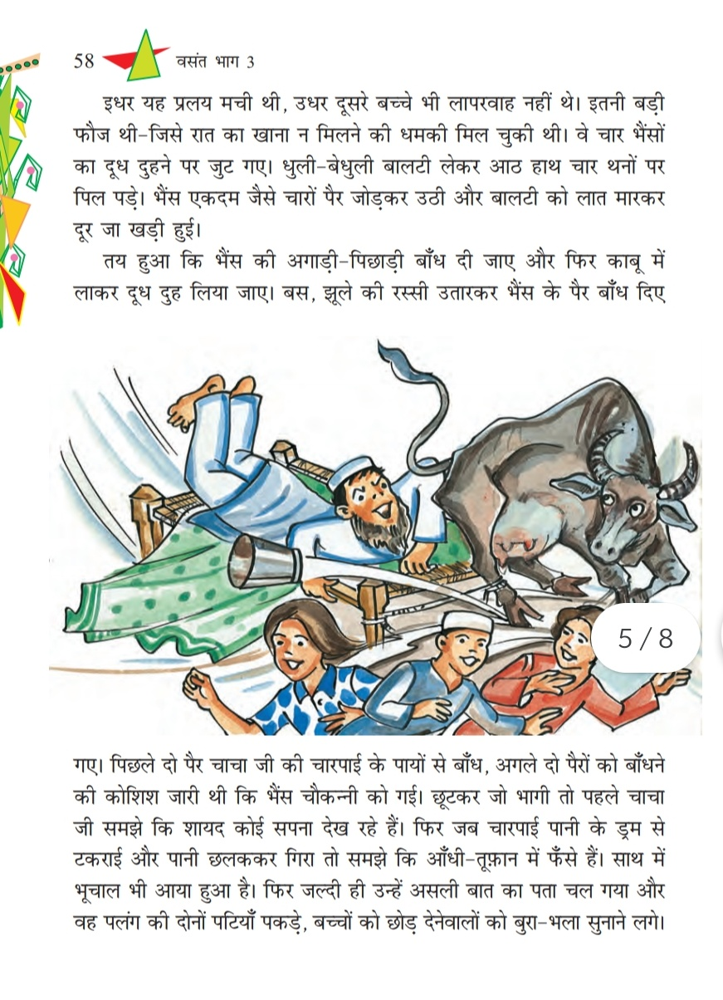 58
वसंत भाग 3
इधर यह प्रलय मची थी, उधर दूसरे बच्चे भी लापरवाह नहीं थे। इतनी बड़ी
फौज थी-जिसे रात का खाना न मिलने की धमकी मिल चुकी थी। वे चार भैंसों
का दूध दुहने पर जुट गए। धुली-बेधुली बालटी लेकर आठ हाथ चार थनों पर
पिल पड़े। भैंस एकदम जैसे चारों पैर जोड़कर उठी और बालटी को लात मारकर
दूर जा खड़ी हुई।
तय हुआ कि भैंस की अगाड़ी-पिछाड़ी बाँध दी जाए और फिर काबू में
लाकर दूध दुह लिया जाए। बस, झूले की रस्सी उतारकर भैंस के पैर बाँध दिए
5 / 8
गए। पिछले दो पैर चाचा जी की चारपाई के पायों से बाँध, अगले दो पैरों को बाँधने
की कोशिश जारी थी कि भैंस चौकन्नी को गई। छूटकर जो भागी तो पहले चाचा
जी समझे कि शायद कोई सपना देख रहे हैं। फिर जब चारपाई पानी के ड्रम से
टकराई और पानी छलककर गिरा तो समझे कि आँधी-तूफ़ान में फँसे हैं। साथ में
भूचाल भी आया हुआ है। फिर जल्दी ही उन्हें असली बात का पता चल गया और
वह पलंग की दोनों पटियाँ पकड़े, बच्चों को छोड़ देनेवालों को बुरा-भला सुनाने लगे।